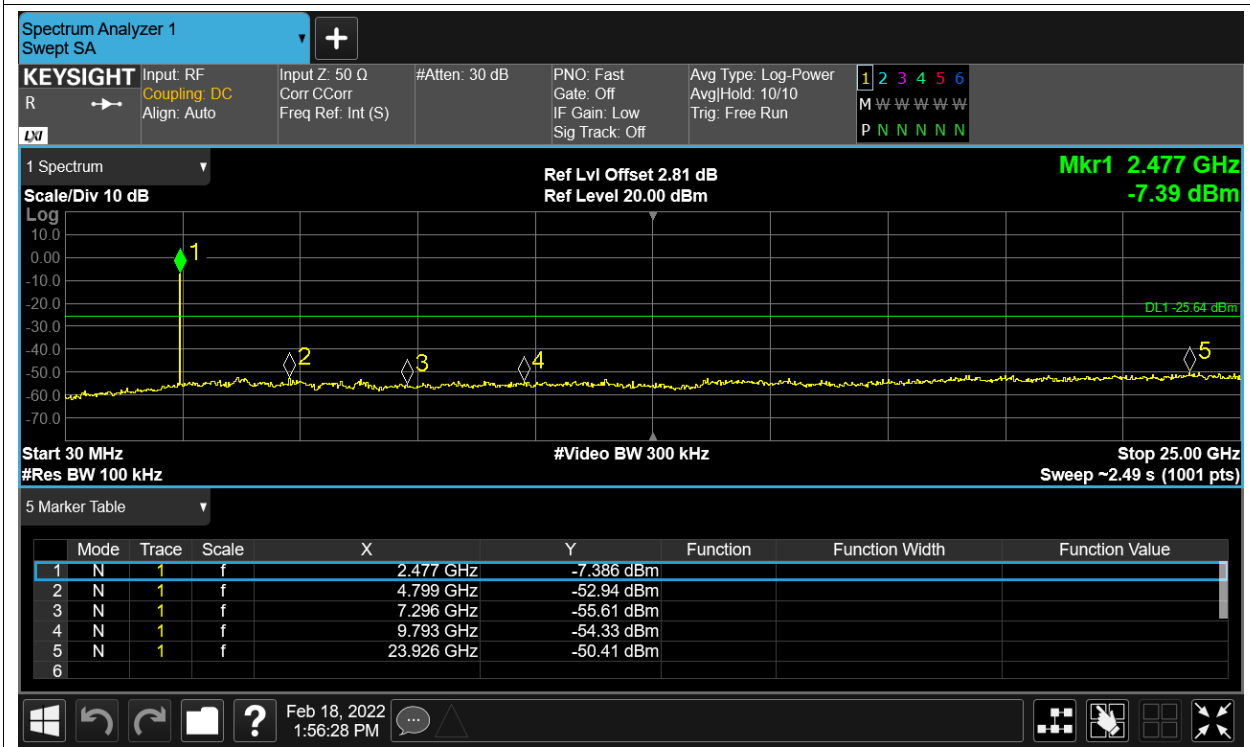 Spectrum Analyzer 1
Swept SA
KEYSIGHT
R
LXI
Input: RF
Coupling: DC
Align: Auto
Input Z: 50 Ω
Corr CCorr
Freq Ref: Int (S)
#Atten: 30 dB
PNO: Fast
Gate: Off
IF Gain: Low
Sig Track: Off
Avg Type: Log-Power
Avg|Hold: 10/10
Trig: Free Run
1 2 3 4 5 6
M W W W W W
P N N N N N
1 Spectrum
Scale/Div 10 dB
Ref Lvl Offset 2.81 dB
Ref Level 20.00 dBm
Mkr1 2.477 GHz
-7.39 dBm
Log
10.0
0.00
-10.0
-20.0
-30.0
-40.0
-50.0
-60.0
-70.0
1
2
3
4
5
DL1 -25.64 dBm
Start 30 MHz
#Video BW 300 kHz
Stop 25.00 GHz
#Res BW 100 kHz
Sweep ~2.49 s (1001 pts)
5 Marker Table
Mode Trace Scale X Y Function Function Width Function Value
1 N 1 f 2.477 GHz -7.386 dBm
2 N 1 f 4.799 GHz -52.94 dBm
3 N 1 f 7.296 GHz -55.61 dBm
4 N 1 f 9.793 GHz -54.33 dBm
5 N 1 f 23.926 GHz -50.41 dBm
6
?
Feb 18, 2022
1:56:28 PM